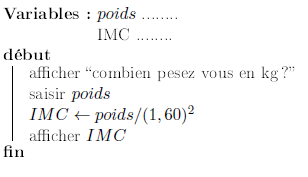 Variables : poids ........
IMC ........
début
afficher “combien pesez vous en kg ?”
saisir poids
IMC ← poids/(1, 60)²
afficher IMC
fin